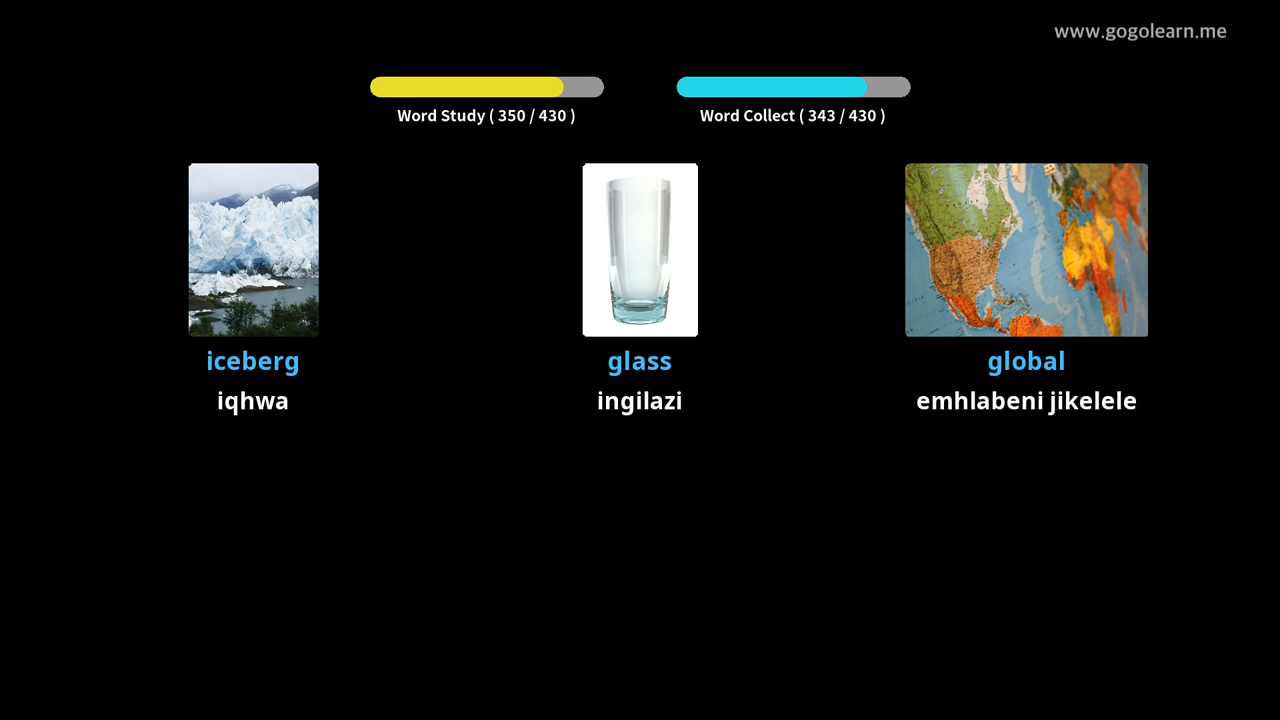 www.gogolearn.me
Word Study ( 350 / 430 )
Word Collect ( 343 / 430 )
iceberg
iqhwa
glass
ingilazi
global
emhlabeni jikelele